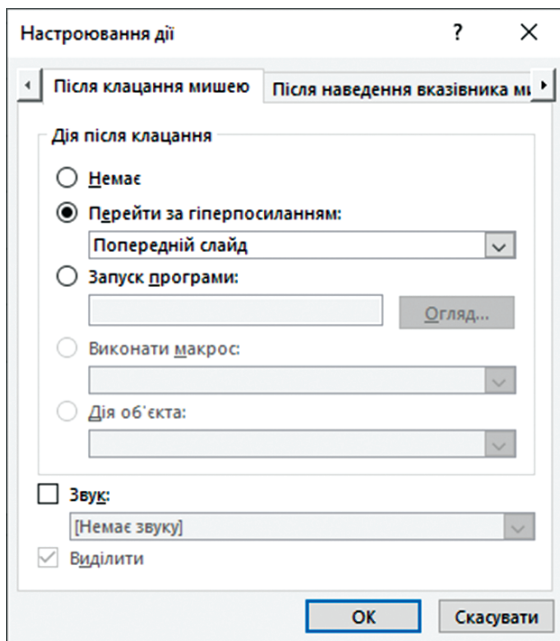 Настроювання дії
Після клацання мишею
Після наведення вказівника ми
Дія після клацання
Немає
Перейти за гіперпосиланням:
Попередній слайд
Запуск програми:
Огляд...
Виконати макрос:
Дія об'єкта:
Звук:
[Немає звуку]
Виділити
ОК
Скасувати